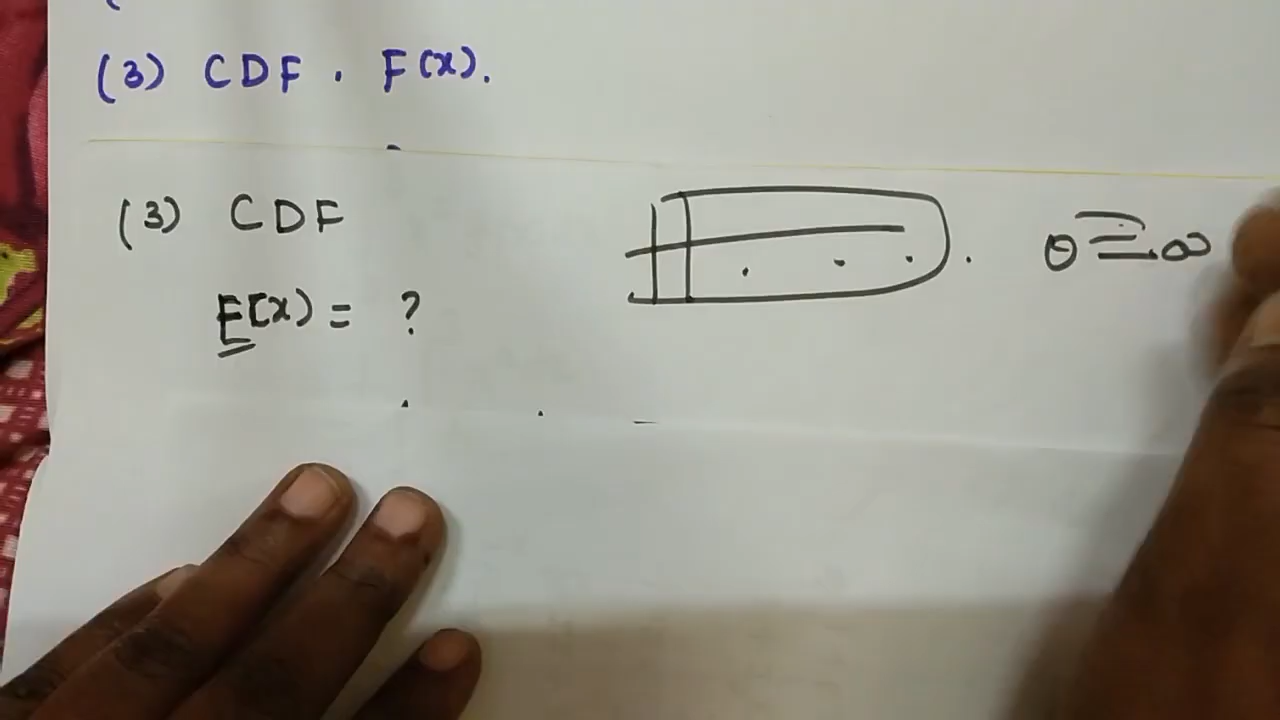 (3) CDF . F(x).
(3) CDF
F(x) = ?
0 = ∞